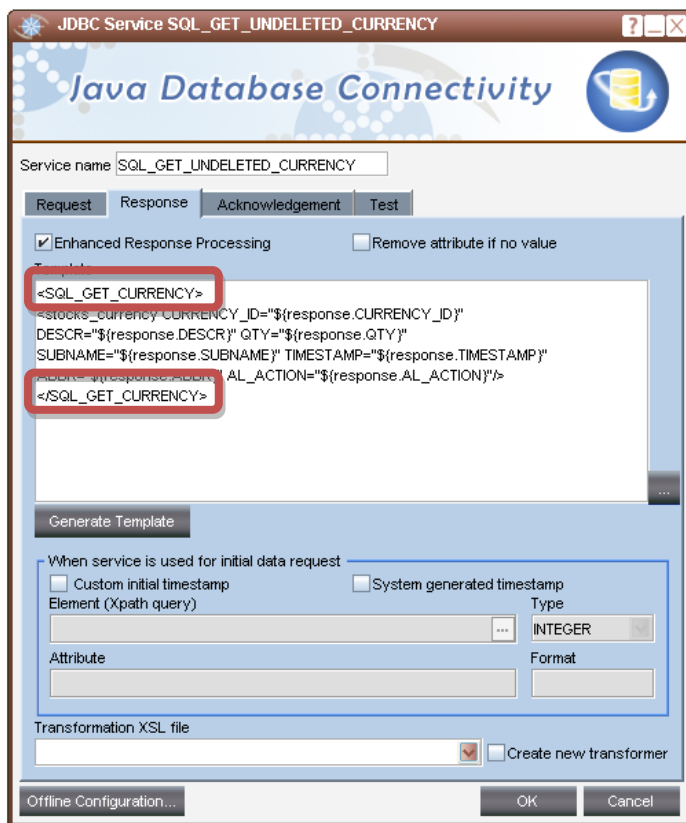 JDBC Service SQL_GET_UNDELETED_CURRENCY
Java Database Connectivity
Service name SQL_GET_UNDELETED_CURRENCY
Request Response Acknowledgement Test
Enhanced Response Processing Remove attribute if no value
Template
<SQL_GET_CURRENCY>
<stocks_currency CURRENCY_ID="${response.CURRENCY_ID}"
DESCR="${response.DESCR}" QTY="${response.QTY}"
SUBNAME="${response.SUBNAME}" TIMESTAMP="${response.TIMESTAMP}"
AL_ACTION="${response.AL_ACTION}"/>
</SQL_GET_CURRENCY>
...
Generate Template
When service is used for initial data request
Custom initial timestamp System generated timestamp
Element (Xpath query) Type
... INTEGER
Attribute Format
Transformation XSL file
Create new transformer
Offline Configuration... OK Cancel